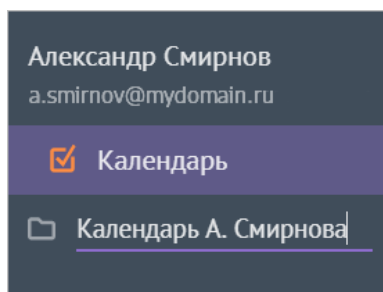 Александр Смирнов
a.smirnov@mydomain.ru
Календарь
Календарь А. Смирнова